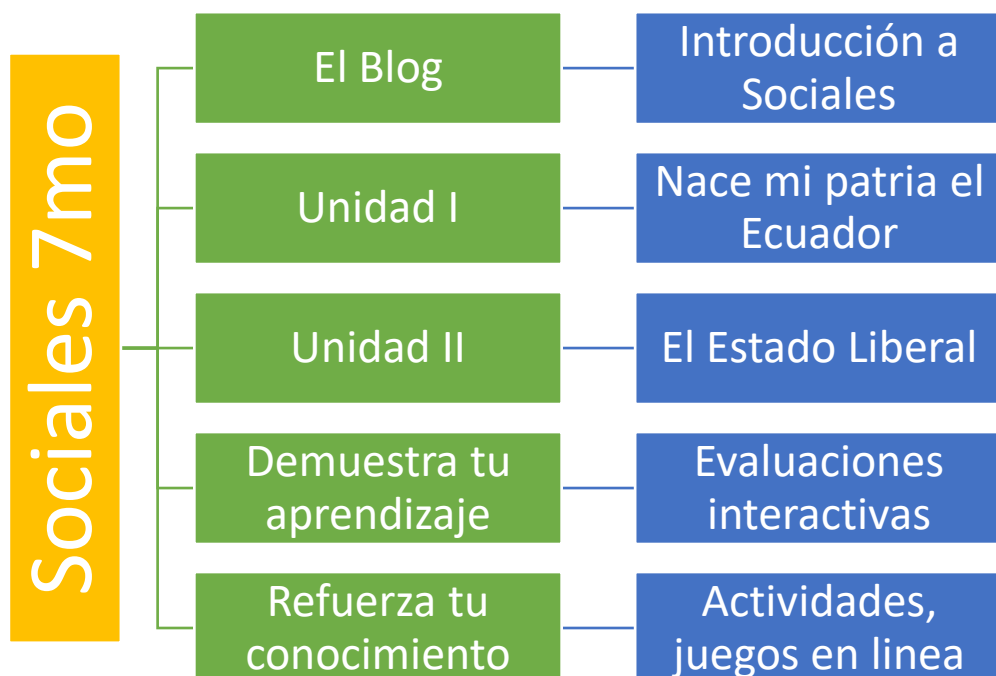 Sociales 7mo
El Blog
Introducción a
Sociales
Unidad I
Nace mi patria el
Ecuador
Unidad II
El Estado Liberal
Demuestra tu
aprendizaje
Evaluaciones
interactivas
Refuerza tu
conocimiento
Actividades,
juegos en linea